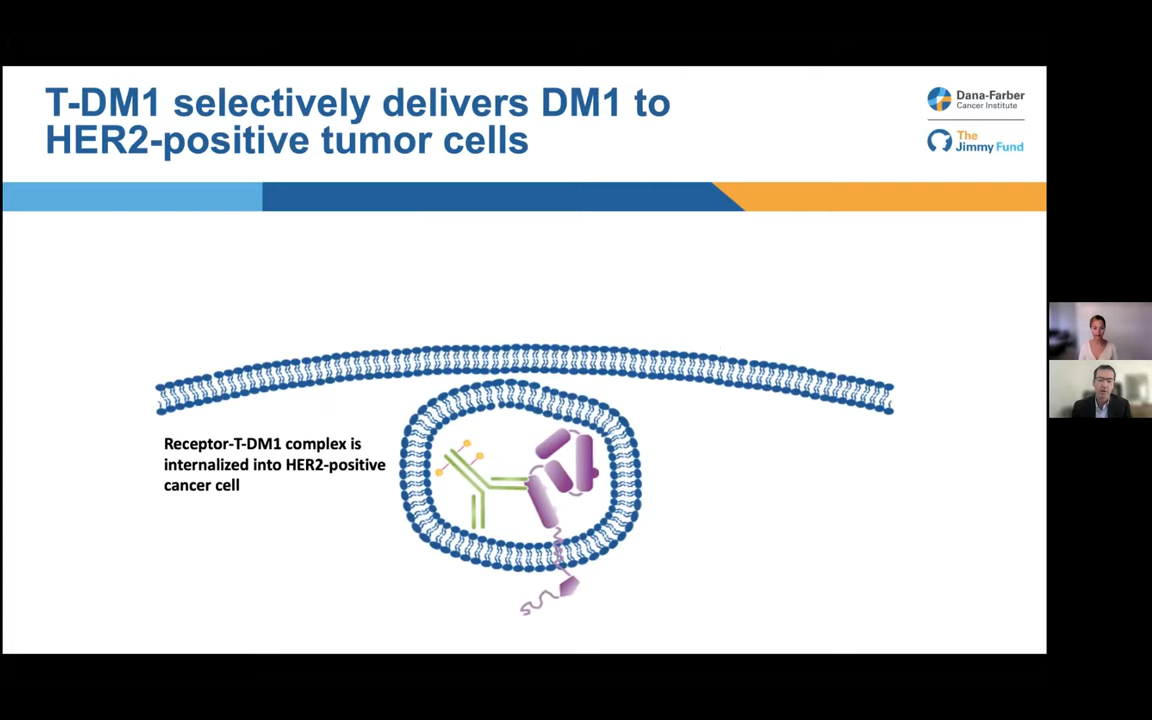 T-DM1 selectively delivers DM1 to
HER2-positive tumor cells
Dana-Farber
Cancer Institute
The
Jimmy Fund
Receptor-T-DM1 complex is
internalized into HER2-positive
cancer cell